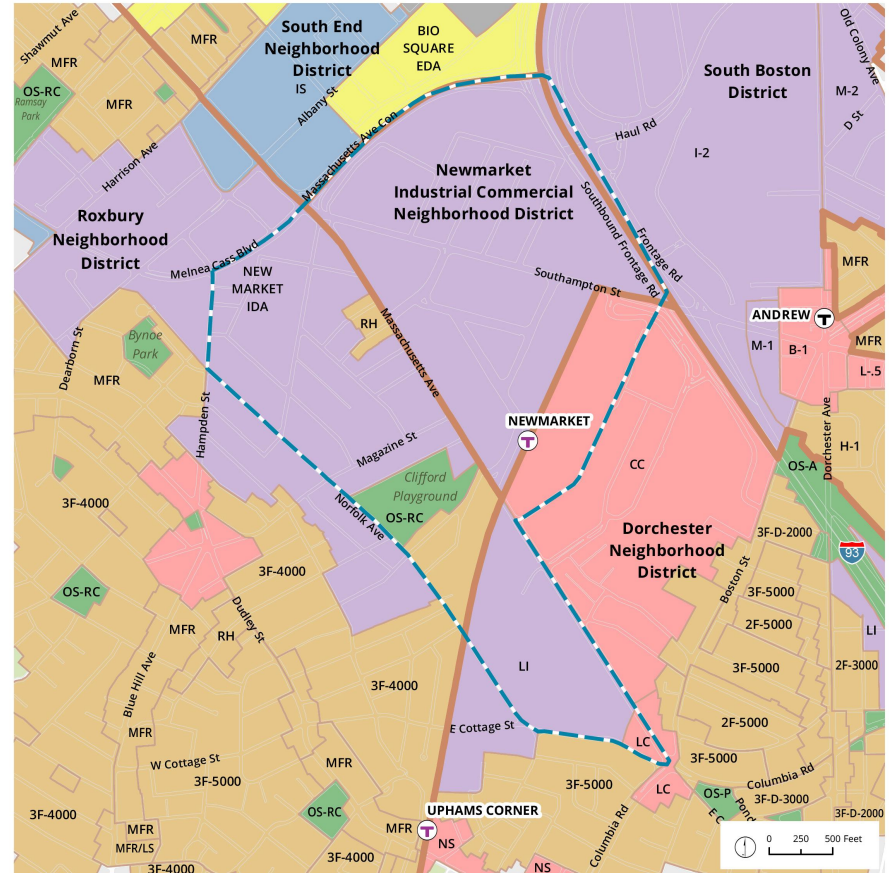 Shawmut Ave
MFR
MFR
OS-RC
Ramsay
Park
MFR
South End
Neighborhood
District
IS
Albany St
BIO
SQUARE
EDA
South Boston
District
Old Colony Ave
M-2
D St
Haul Rd
I-2
Harrison Ave
Massachusetts Ave Con
Newmarket
Industrial Commercial
Neighborhood District
Roxbury
Neighborhood
District
Melnea Cass Blvd
NEW
MARKET
IDA
Southbound Frontage Rd
Frontage Rd
Southampton St
MFR
ANDREW
T
M-1
B-1
MFR
L-.5
RH
Massachusetts Ave
Bynoe
Park
Dearborn St
MFR
Hampden St
NEWMARKET
T
Magazine St
Dorchester Ave
H-1
CC
OS-A
Clifford
Playground
OS-RC
Norfolk Ave
3F-4000
Dorchester
Neighborhood
District
3F-D-2000
93
3F-4000
Boston St
OS-RC
3F-5000
2F-5000
LI
MFR
RH
Dudley St
LI
3F-5000
2F-3000
Blue Hill Ave
3F-4000
E Cottage St
2F-5000
MFR
LC
3F-5000
W Cottage St
MFR
3F-5000
3F-5000
LC
OS-P
Columbia Rd
3F-D-3000
Pond
E C
3F-4000
OS-RC
UPHAMS CORNER
T
MFR
NS
Columbia Rd
3F-D-2000
MFR
MFR/LS
3F-4000
3F-4000
NS
0 250 500 Feet